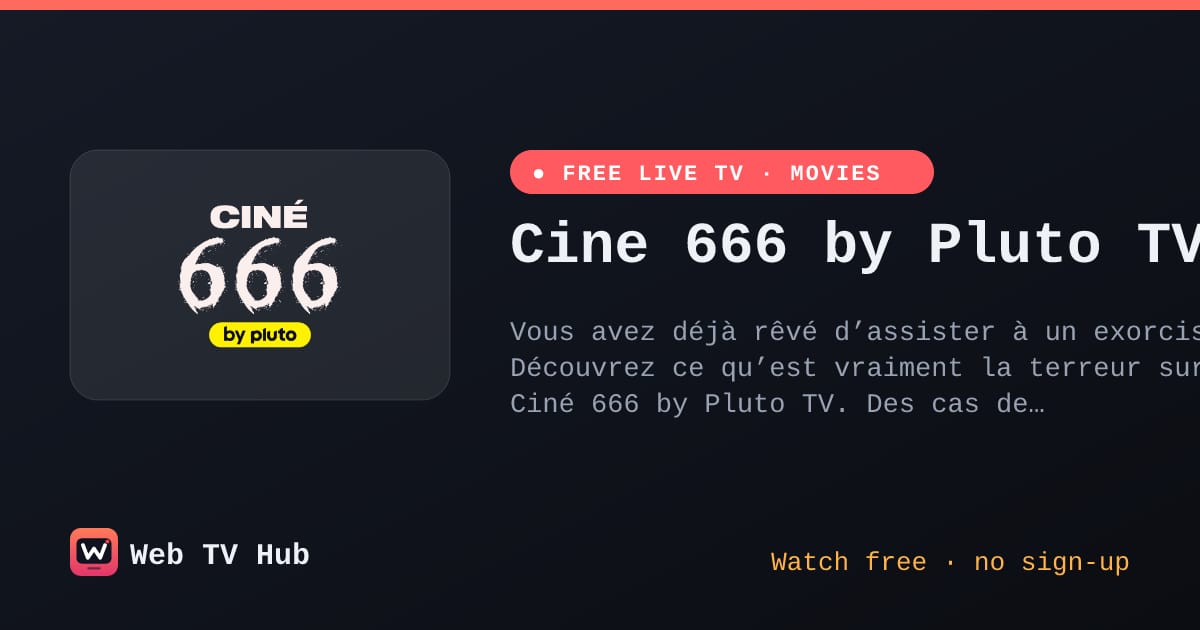 CINÉ
666
by pluto
• FREE LIVE TV · MOVIES
Cine 666 by Pluto TV
Vous avez déjà rêvé d’assister à un
Découvrez ce qu’est vraiment la terreur sur
Ciné 666 by Pluto TV. Des cas de…
W
Web TV Hub
Watch free · no sign-up